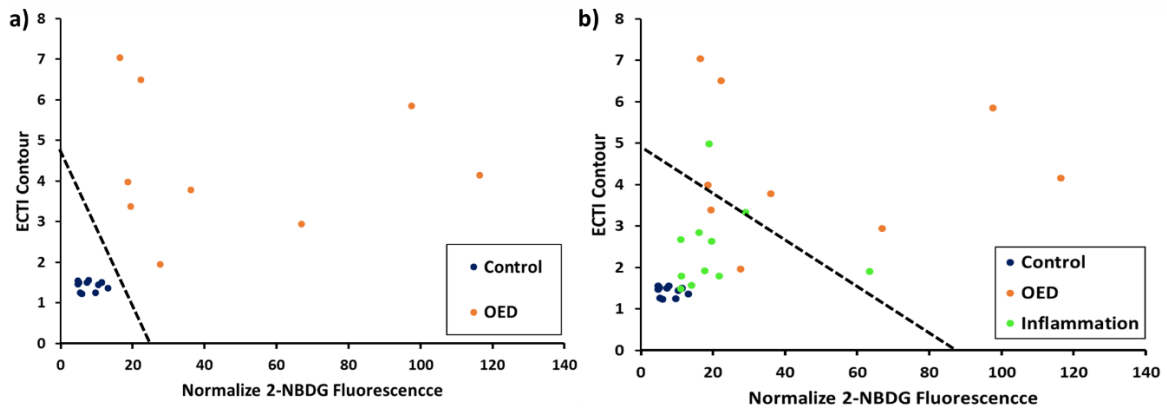 a)
8
7
6
5
4
3
2
1
0
ECTI Contour
0 20 40 60 80 100 120 140
Normalize 2-NBDG Fluorescencce
Control
OED
b)
8
7
6
5
4
3
2
1
0
ECTI Contour
0 20 40 60 80 100 120 140
Normalize 2-NBDG Fluorescencce
Control
OED
Inflammation